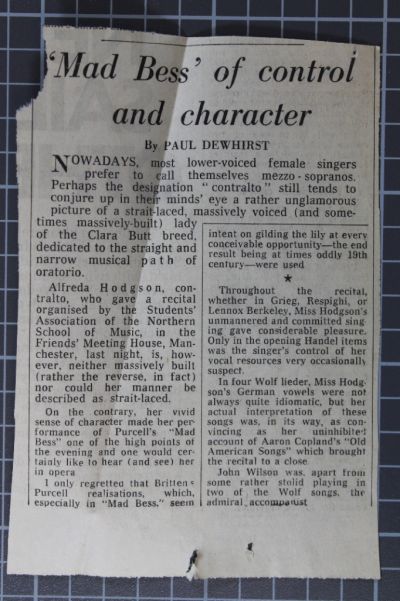 'Mad Bess' of control
and character
By PAUL DEWHIRST
NOWADAYS, most lower-voiced female singers
prefer to call themselves mezzo-sopranos.
Perhaps the designation "contralto" still tends to
conjure up in their minds' eye a rather unglamorous
picture of a strait-laced, massively voiced (and some-
times massively-built) lady
of the Clara Butt breed,
dedicated to the straight and
narrow musical path of
oratorio.
Alfreda Hodgson, con-
tralto, who gave a recital
organised by the Students'
Association of the Northern
School of Music, in the
Friends' Meeting House, Man-
chester, last night, is, how-
ever, neither massively built
(rather the reverse, in fact)
nor could her manner be
described as strait-laced.
On the contrary, her vivid
sense of character made her per-
formance of Purcell's "Mad
Bess" one of the high points of
the evening and one would cer-
tainly like to hear (and see) her
in opera
I only regretted that Britten's
Purcell realisations, which,
especially in "Mad Bess," seem
intent on gilding the lily at every
conceivable opportunity—the end
result being at times oddly 19th
century—were used
★
Throughout the recital,
whether in Grieg, Respighi, or
Lennox Berkeley, Miss Hodgson's
unmannered and committed sing-
ing gave considerable pleasure.
Only in the opening Handel items
was the singer's control of her
vocal resources very occasionally
suspect.
In four Wolf lieder, Miss Hodg-
son's German vowels were not
always quite idiomatic, but her
actual interpretation of these
songs was, in its way, as con-
vincing as her uninhibited
account of Aaron Copland's "Old
American Songs" which brought
the recital to a close
John Wilson was, apart from
some rather stolid playing in
two of the Wolf songs, the
admiral accompanist